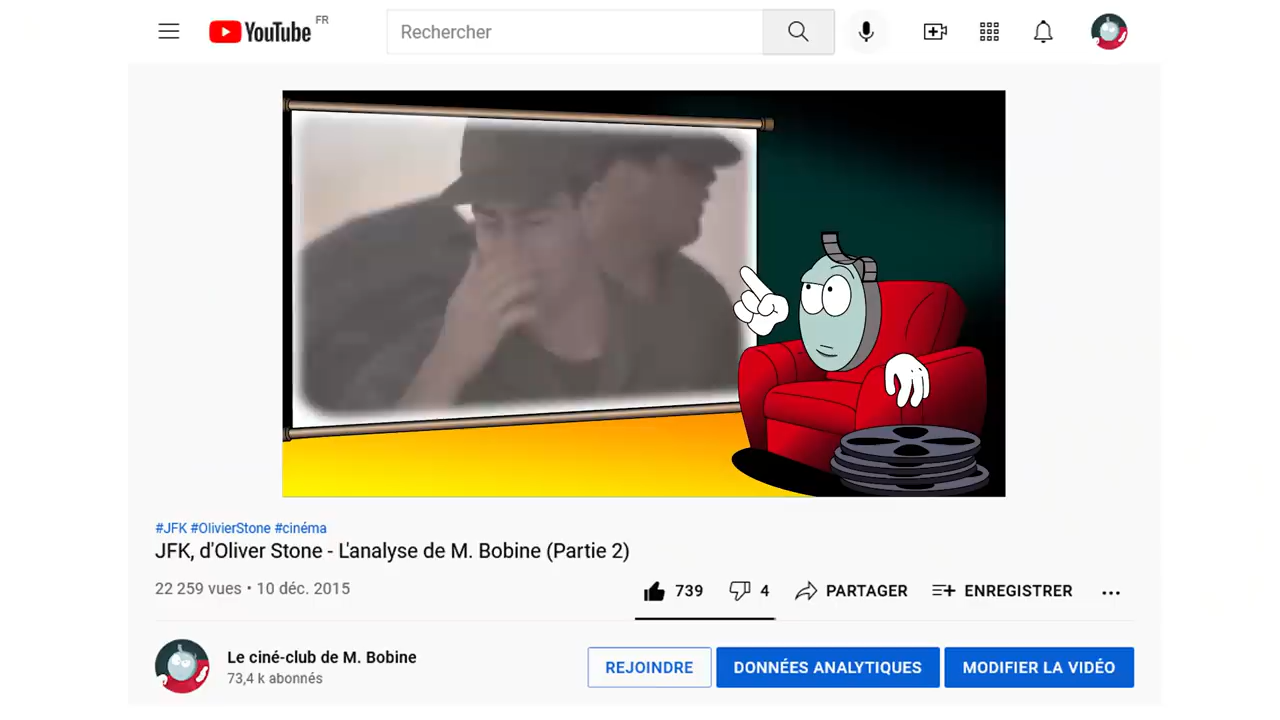 YouTube FR
Rechercher
#JFK #OlivierStone #cinéma
JFK, d'Oliver Stone - L'analyse de M. Bobine (Partie 2)
22 259 vues • 10 déc. 2015
739 4 PARTAGER ENREGISTRER ...
Le ciné-club de M. Bobine
73,4 k abonnés
REJOINDRE DONNÉES ANALYTIQUES MODIFIER LA VIDÉO